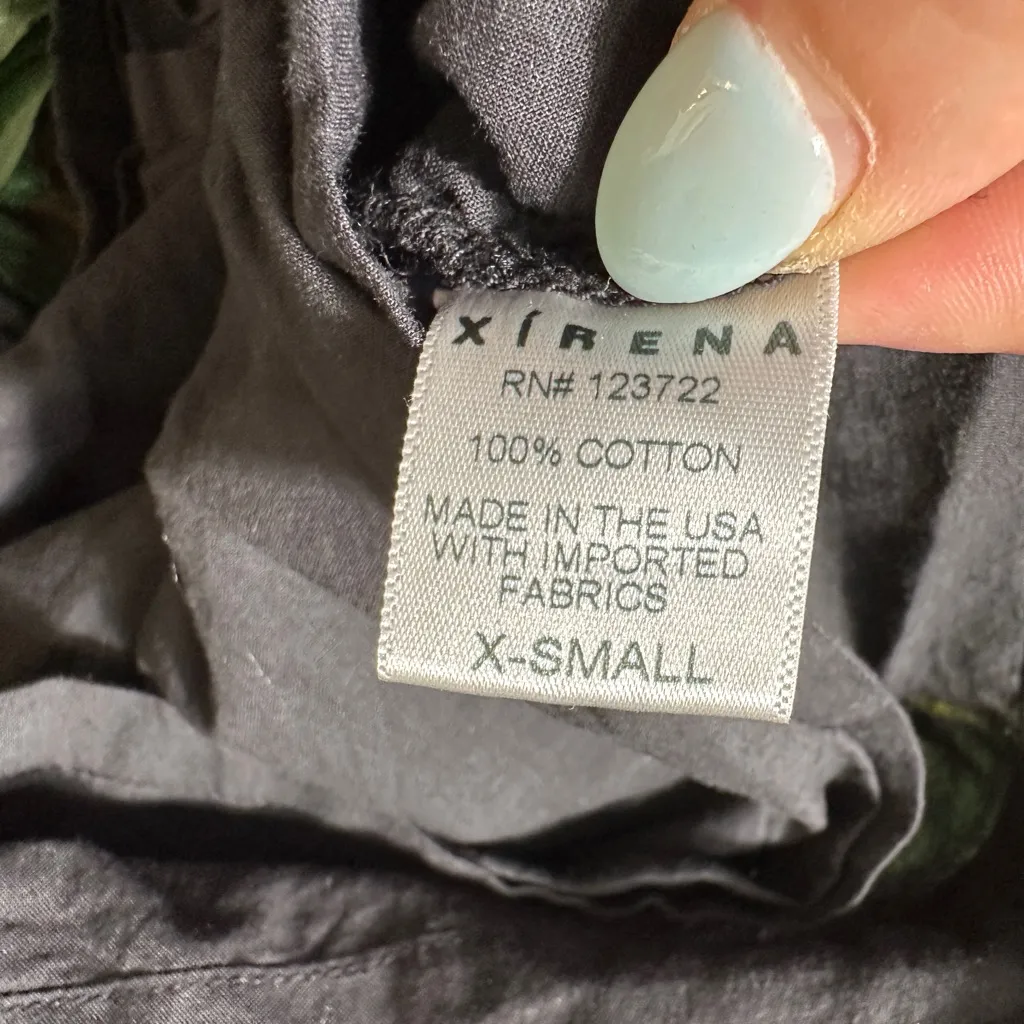 XÍRENA
RN# 123722
100% COTTON
MADE IN THE USA
WITH IMPORTED
FABRICS
X-SMALL